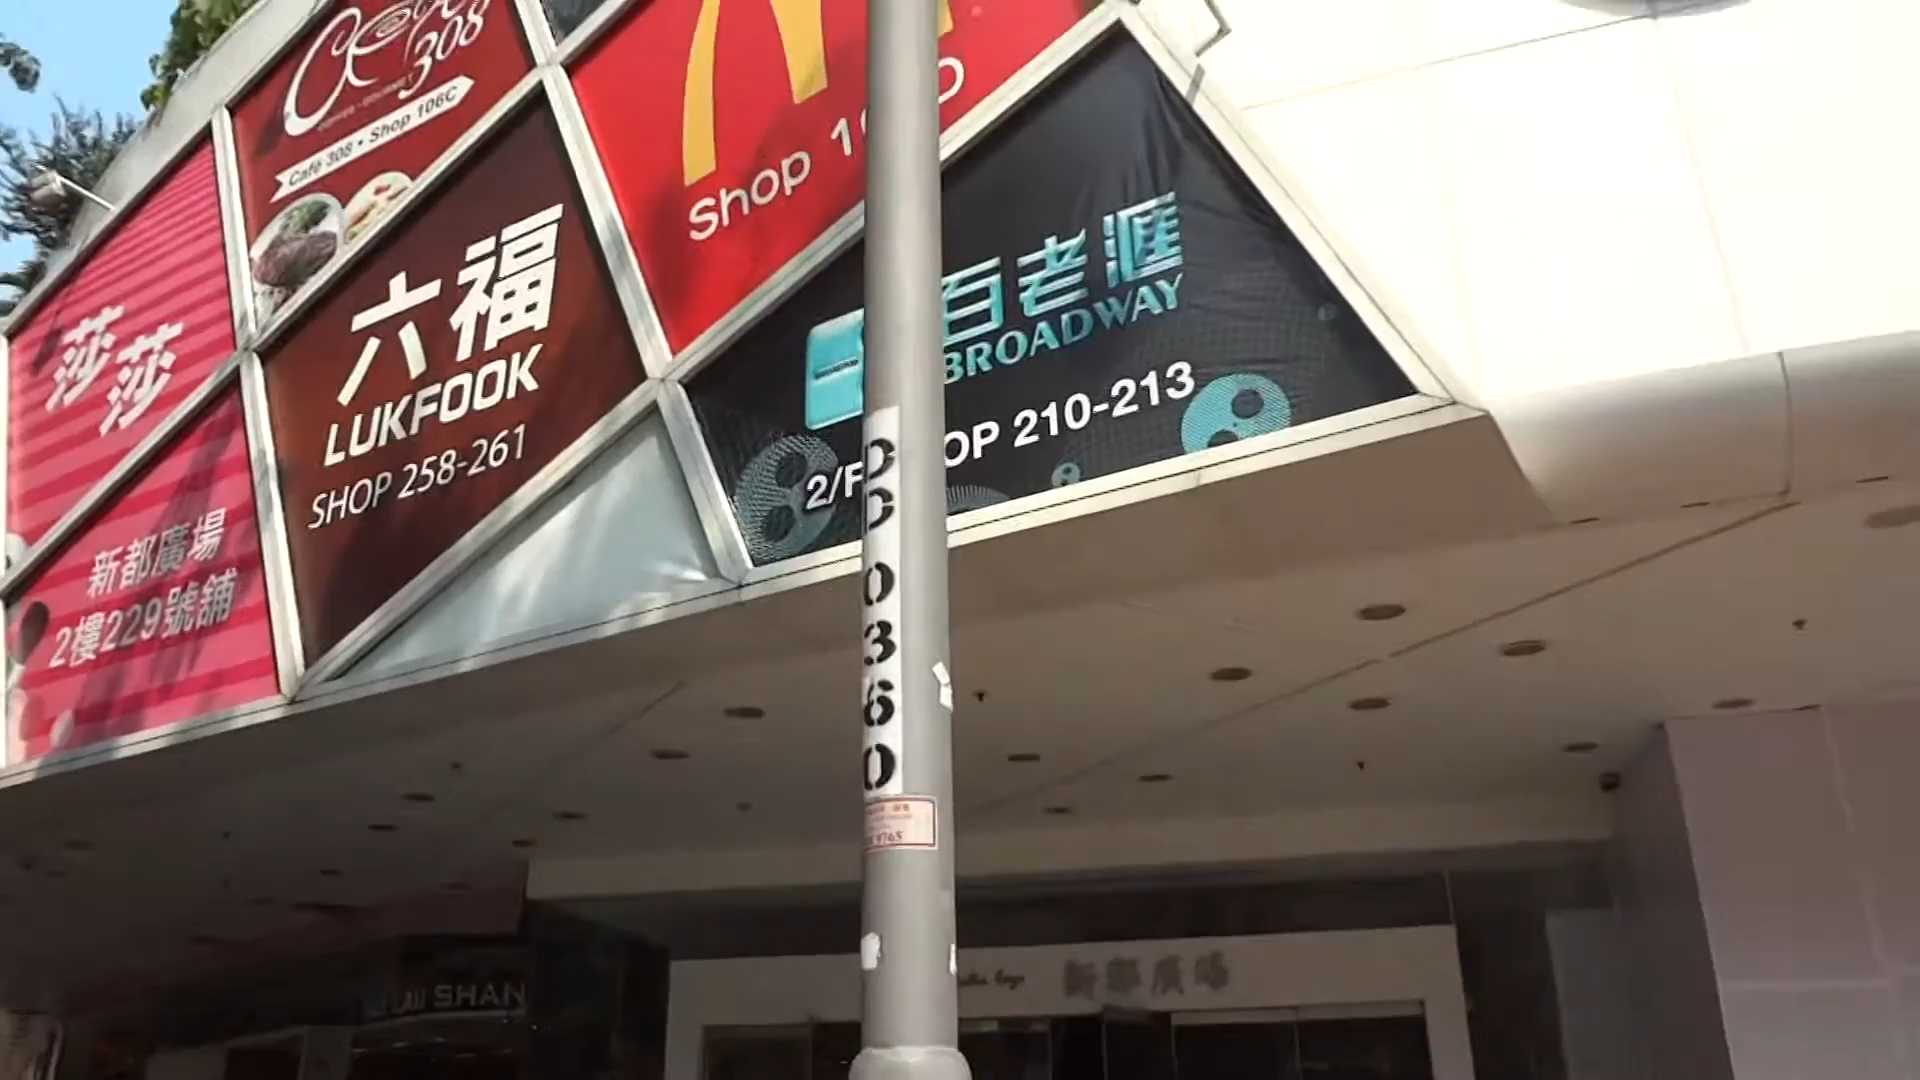 308
Café 308 • Shop 106C
Shop 1
莎莎
六福
LUKFOOK
SHOP 258-261
百老滙
BROADWAY
2/F
OP 210-213
新都廣場
2樓229號舖
0360
SHAN
新都廣場